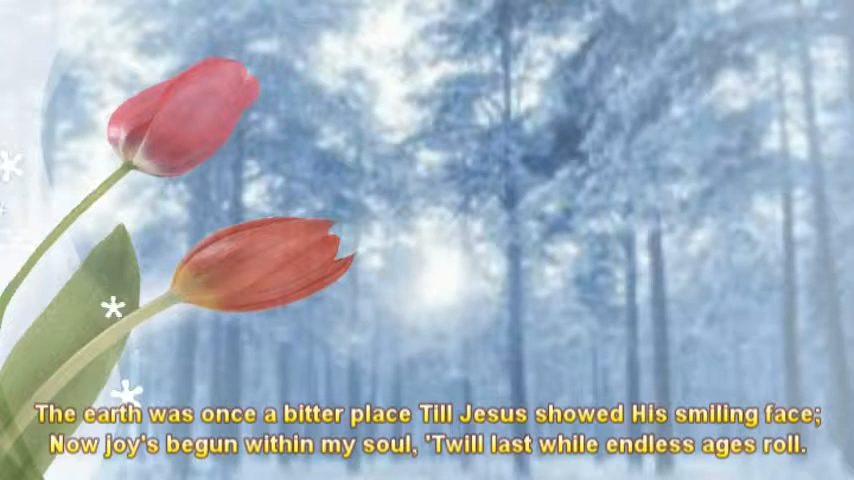 The earth was once a bitter place Till Jesus showed His smiling face;
Now joy's begun within my soul, 'Twill last while endless ages roll.